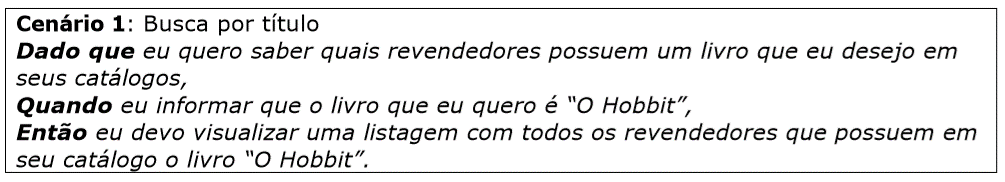 Cenário 1: Busca por título
Dado que eu quero saber quais revendedores possuem um livro que eu desejo em
seus catálogos,
Quando eu informar que o livro que eu quero é “O Hobbit”,
Então eu devo visualizar uma listagem com todos os revendedores que possuem em
seu catálogo o livro “O Hobbit”.